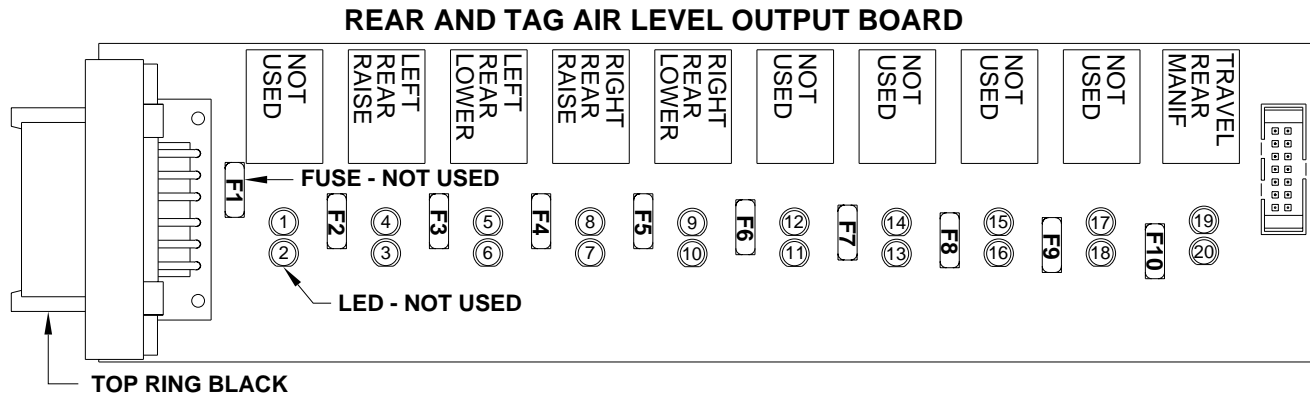 REAR AND TAG AIR LEVEL OUTPUT BOARD
NOT
USED
LEFT
REAR
RAISE
LEFT
REAR
LOWER
RIGHT
REAR
RAISE
RIGHT
REAR
LOWER
NOT
USED
NOT
USED
NOT
USED
NOT
USED
TRAVEL
REAR
MANIF
F1
FUSE - NOT USED
F2
F3
F4
F5
F6
F7
F8
F9
F10
1
4
5
8
9
12
14
15
17
19
2
3
6
7
10
11
13
16
18
20
LED - NOT USED
TOP RING BLACK